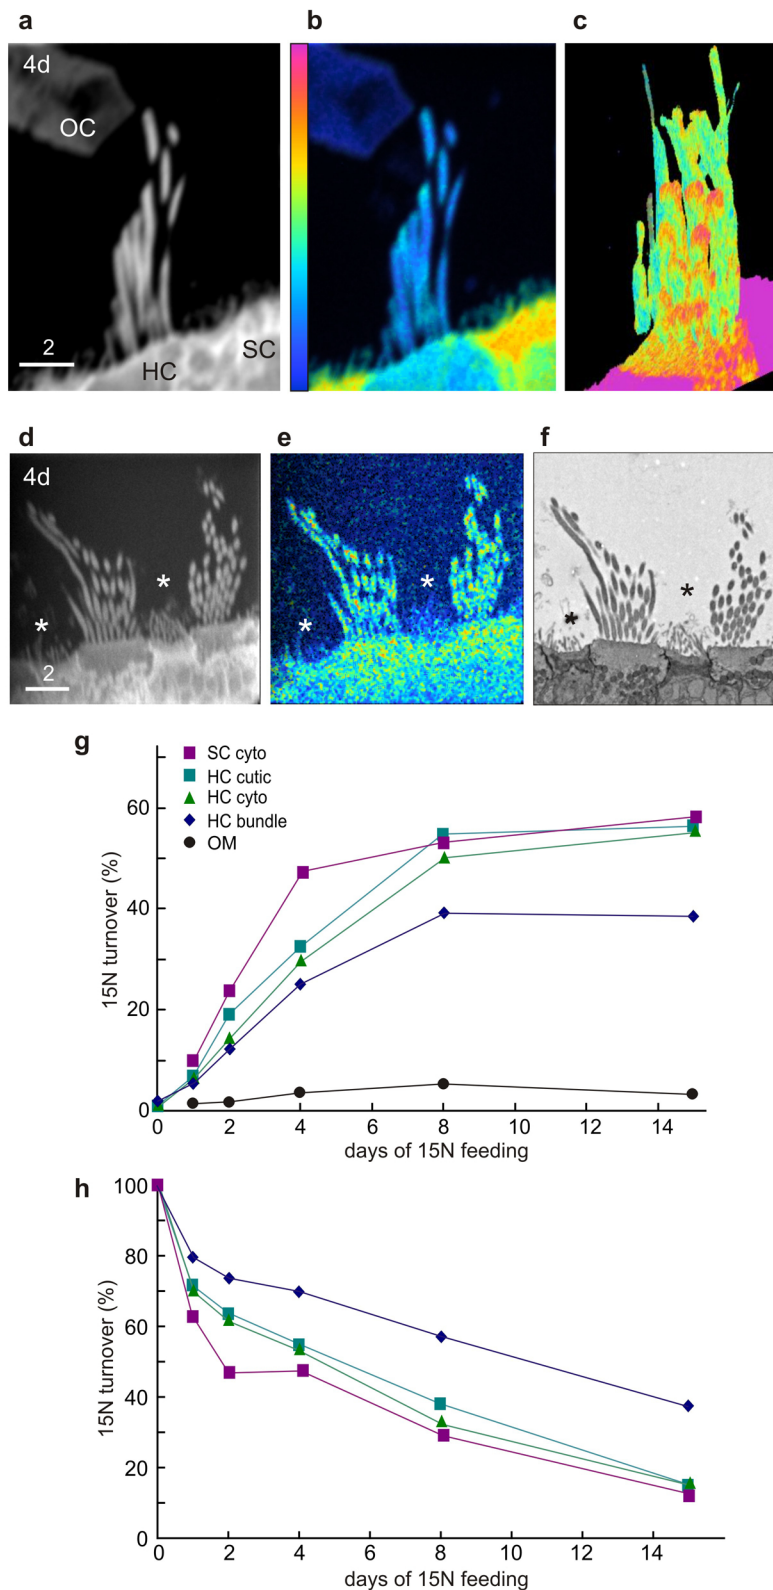 a
b
c
4d
OC
2
HC
SC
d
e
f
4d
*
*
*
*
*
*
2
g
SC cyto
HC cutic
HC cyto
HC bundle
OM
60
40
20
0
15N turnover (%)
0 2 4 6 8 10 12 14
days of 15N feeding
h
100
80
60
40
20
0
15N turnover (%)
0 2 4 6 8 10 12 14
days of 15N feeding